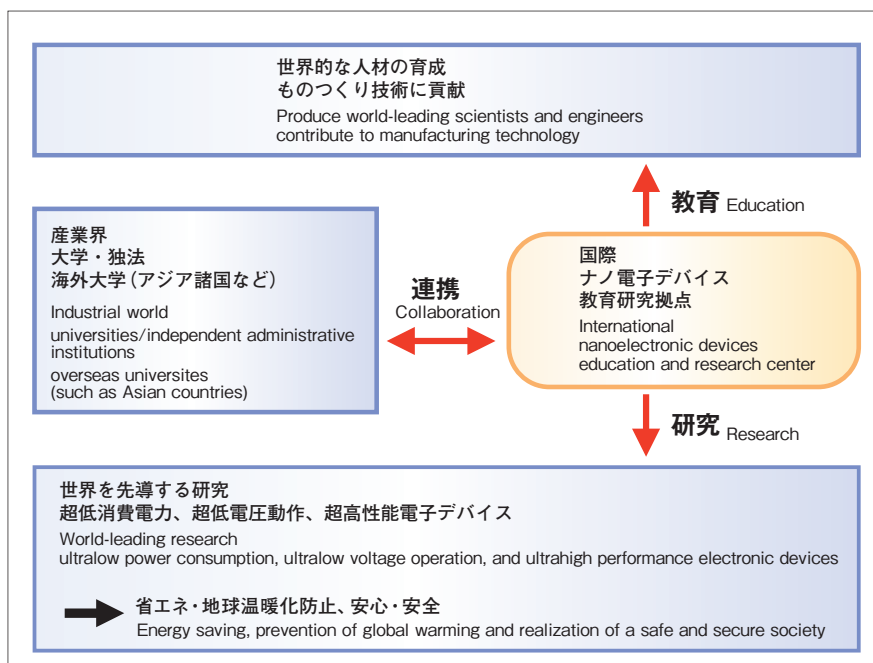 世界的な人材の育成
ものつくり技術に貢献
Produce world-leading scientists and engineers
contribute to manufacturing technology
教育 Education
産業界
大学・独法
海外大学(アジア諸国など)
Industrial world
universities/independent administrative
institutions
overseas universites
(such as Asian countries)
連携
Collaboration
国際
ナノ電子デバイス
教育研究拠点
International
nanoelectronic devices
education and research center
研究 Research
世界を先導する研究
超低消費電力、超低電圧動作、超高性能電子デバイス
World-leading research
ultralow power consumption, ultralow voltage operation, and ultrahigh performance electronic devices
省エネ・地球温暖化防止、安心・安全
Energy saving, prevention of global warming and realization of a safe and secure society